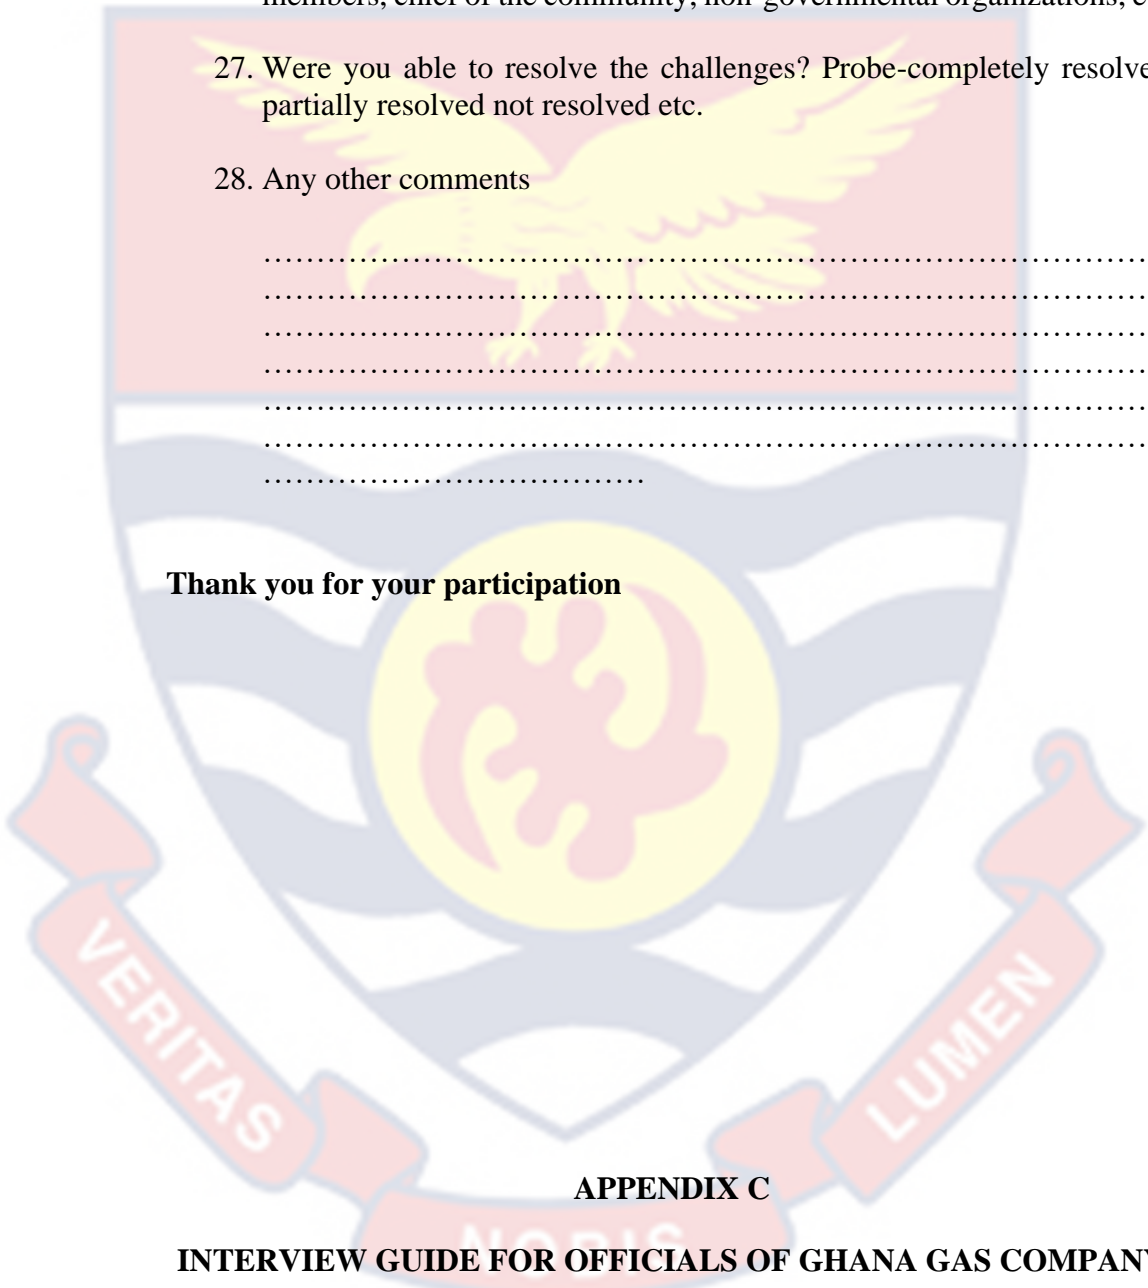 members, chief of the community, non-governmental organizations,
27. Were you able to resolve the challenges? Probe-completely
partially resolved not resolved etc.
28. Any other comments
………………………………………………………………………………
………………………………………………………………………………
………………………………………………………………………………
………………………………………………………………………………
………………………………………………………………………………
………………………………………………………………………………
………………………………
Thank you for your participation
VERITAS
NOBIS
LUMEN
APPENDIX C
INTERVIEW GUIDE FOR OFFICIALS OF GHANA GAS COMPANY